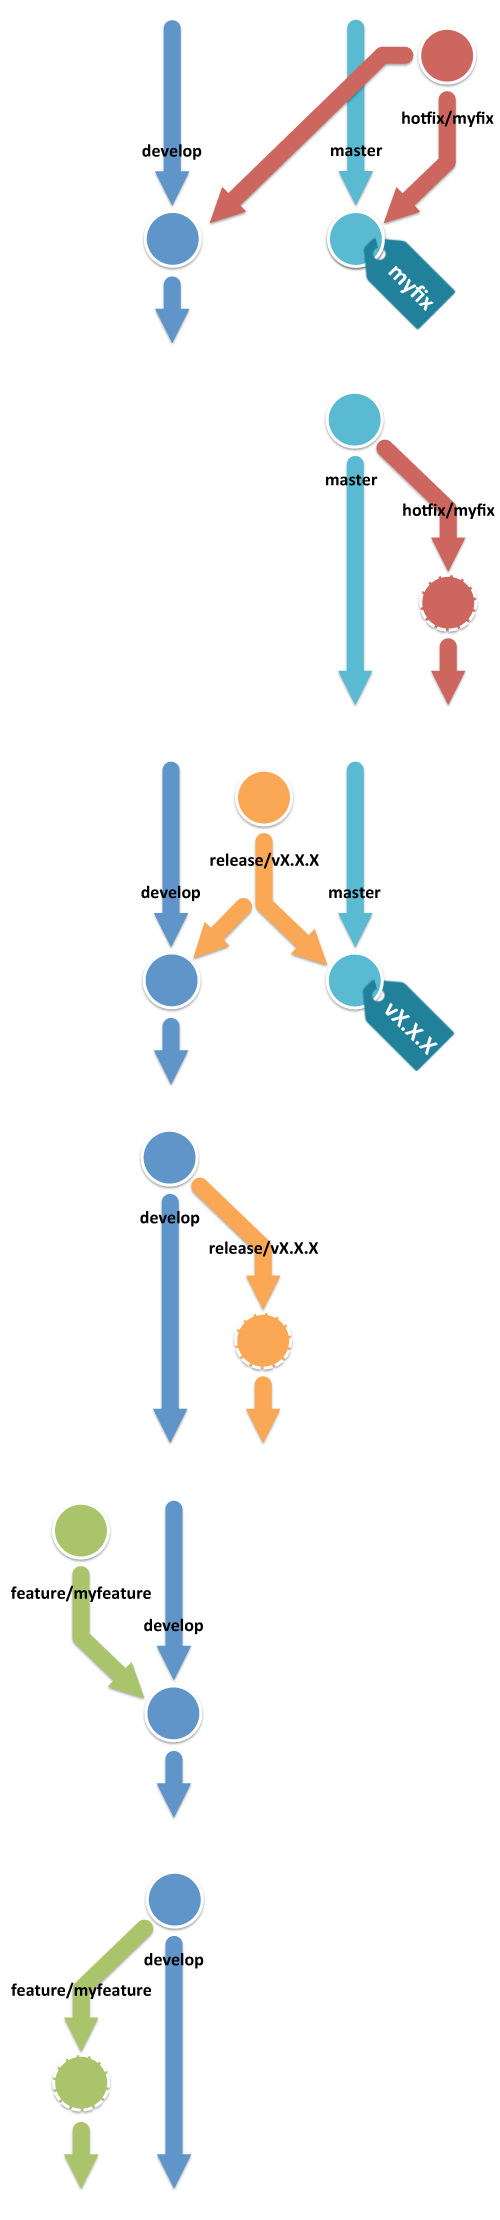 hotfix/myfix
develop
master
myfix
master
hotfix/myfix
release/vX.X.X
develop
master
vX.X.X
develop
release/vX.X.X
feature/myfeature
develop
develop
feature/myfeature